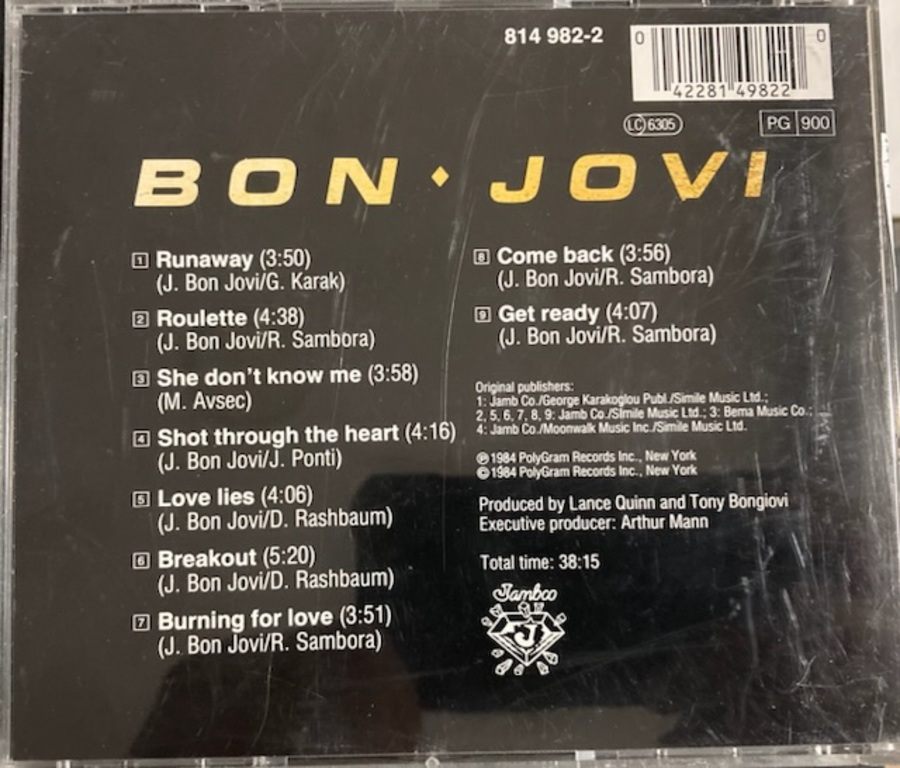 814 982-2
0 42281 49822 0
LC 6305
PG 900
BON • JOVI
1 Runaway (3:50)
(J. Bon Jovi/G. Karak)
2 Roulette (4:38)
(J. Bon Jovi/R. Sambora)
3 She don't know me (3:58)
(M. Avsec)
4 Shot through the heart (4:16)
(J. Bon Jovi/J. Ponti)
5 Love lies (4:06)
(J. Bon Jovi/D. Rashbaum)
6 Breakout (5:20)
(J. Bon Jovi/D. Rashbaum)
7 Burning for love (3:51)
(J. Bon Jovi/R. Sambora)
8 Come back (3:56)
(J. Bon Jovi/R. Sambora)
9 Get ready (4:07)
(J. Bon Jovi/R. Sambora)
Original publishers:
1: Jamb Co./George Karakoglou Publ./Simile Music Ltd.;
2, 5, 6, 7, 8, 9: Jamb Co./Simile Music Ltd.; 3: Bema Music Co.;
4: Jamb Co./Moonwalk Music Inc./Simile Music Ltd.
℗ 1984 PolyGram Records Inc., New York
© 1984 PolyGram Records Inc., New York
Produced by Lance Quinn and Tony Bongiovi
Executive producer: Arthur Mann
Total time: 38:15
Jambco
J